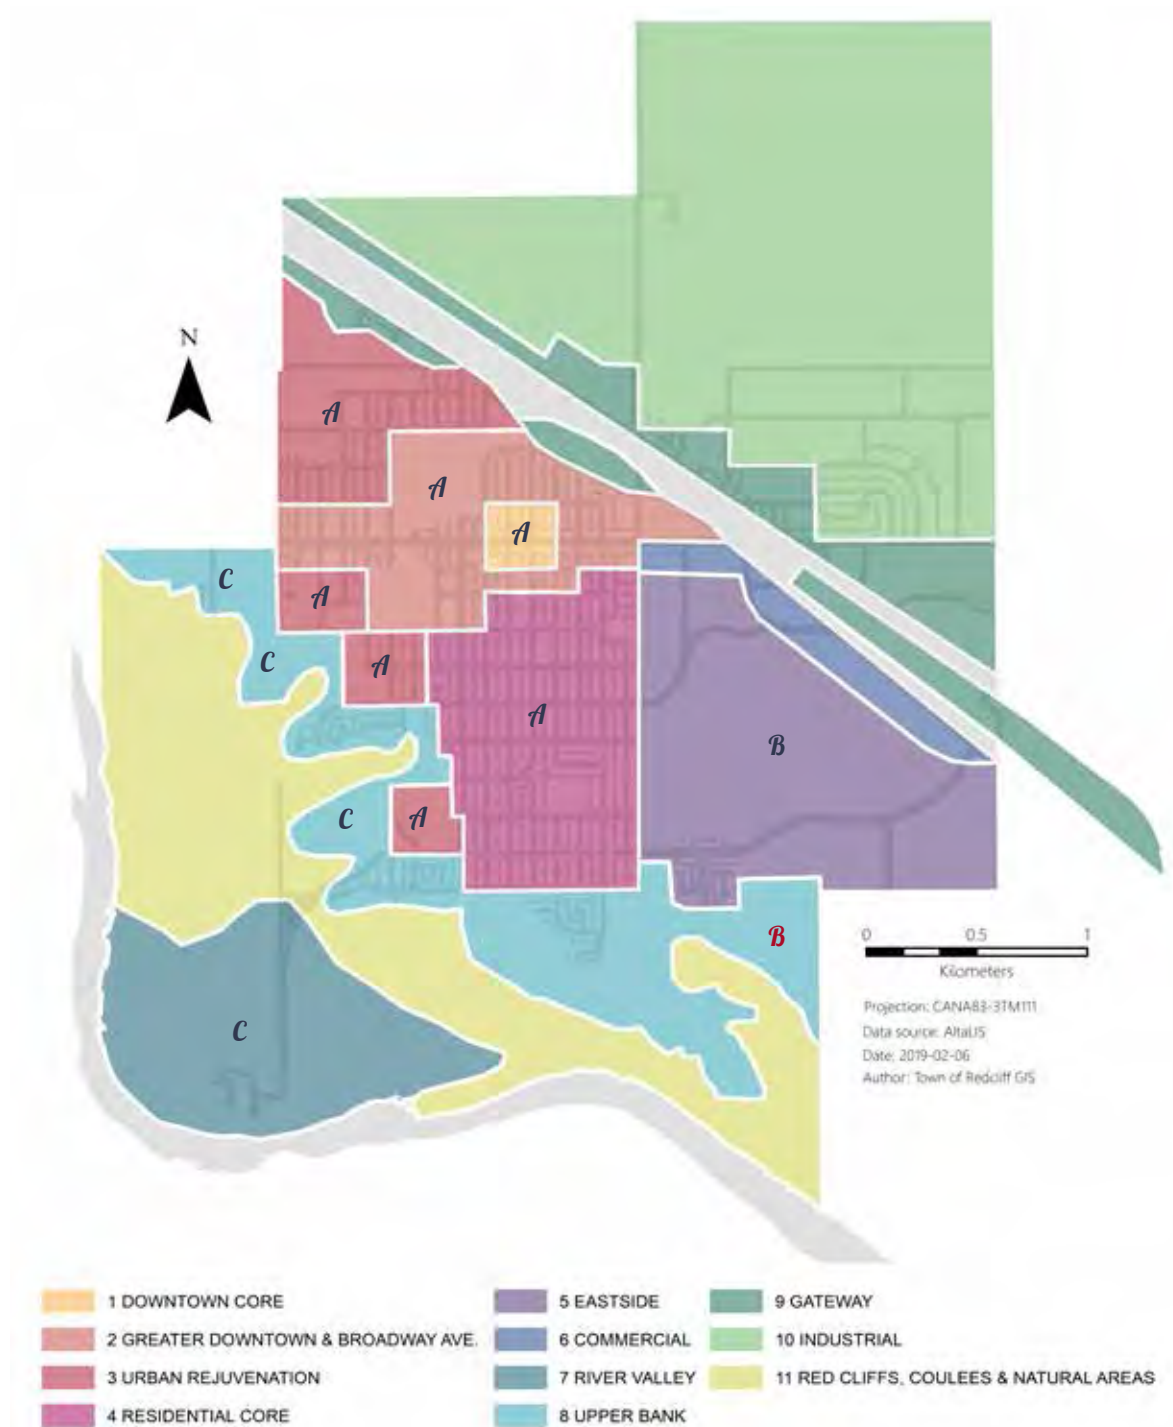 N
A
A
A
C
A
C
A
A
B
C
A
B
C
0 0.5 1
Kilometers
Projection: CANA83-3TM111
Data source: AltaLIS
Date: 2019-02-06
Author: Town of Redcliff GIS
1 DOWNTOWN CORE
2 GREATER DOWNTOWN & BROADWAY AVE.
3 URBAN REJUVENATION
4 RESIDENTIAL CORE
5 EASTSIDE
6 COMMERCIAL
7 RIVER VALLEY
8 UPPER BANK
9 GATEWAY
10 INDUSTRIAL
11 RED CLIFFS, COULEES & NATURAL AREAS